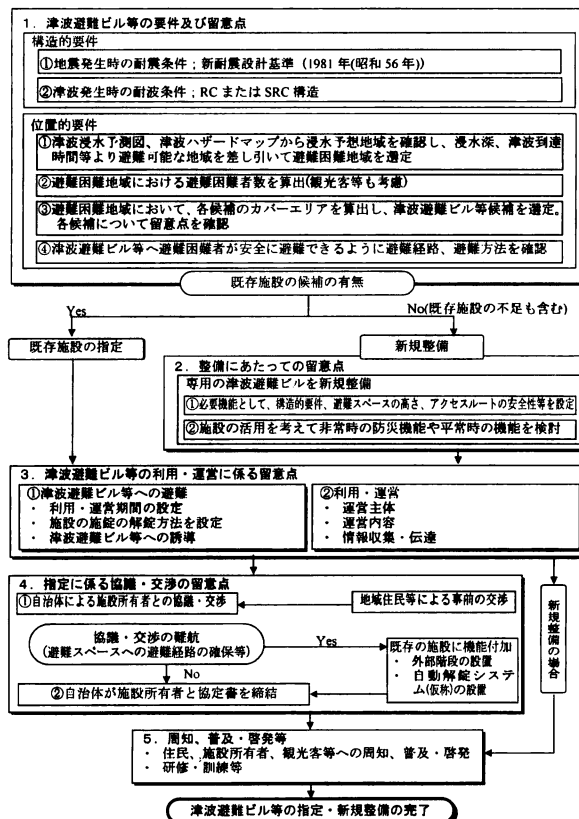 1．津波避難ビル等の要件及び留意点
構造的要件
①地震発生時の耐震条件；新耐震設計基準（1981年(昭和56年)）
②津波発生時の耐波条件；RCまたはSRC構造
位置的要件
①津波浸水予測図、津波ハザードマップから浸水予想地域を確認し、浸水深、津波到達
時間等より避難可能な地域を差し引いて避難困難地域を選定
②避難困難地域における避難困難者数を算出(観光客等も考慮)
③避難困難地域において、各候補のカバーエリアを算出し、津波避難ビル等候補を選定。
各候補について留意点を確認
④津波避難ビル等へ避難困難者が安全に避難できるように避難経路、避難方法を確認
既存施設の候補の有無
Yes
No(既存施設の不足も含む)
既存施設の指定
新規整備
2．整備にあたっての留意点
専用の津波避難ビルを新規整備
①必要機能として、構造的要件、避難スペースの高さ、アクセスルートの安全性等を設定
②施設の活用を考えて非常時の防災機能や平常時の機能を検討
3．津波避難ビル等の利用・運営に係る留意点
①津波避難ビル等への避難
・ 利用・運営期間の設定
・ 施設の施錠の解錠方法を設定
・ 津波避難ビル等への誘導
②利用・運営
・ 運営主体
・ 運営内容
・ 情報収集・伝達
4．指定に係る協議・交渉の留意点
①自治体による施設所有者との協議・交渉
地域住民等による事前の交渉
新規整備の場合
協議・交渉の難航
(避難スペースへの避難経路の確保等)
Yes
既存の施設に機能付加
・ 外部階段の設置
・ 自動解錠システ
ム(仮称)の設置
No
②自治体が施設所有者と協定書を締結
5．周知、普及・啓発等
・ 住民、施設所有者、観光客等への周知、普及・啓発
・ 研修・訓練等
津波避難ビル等の指定・新規整備の完了